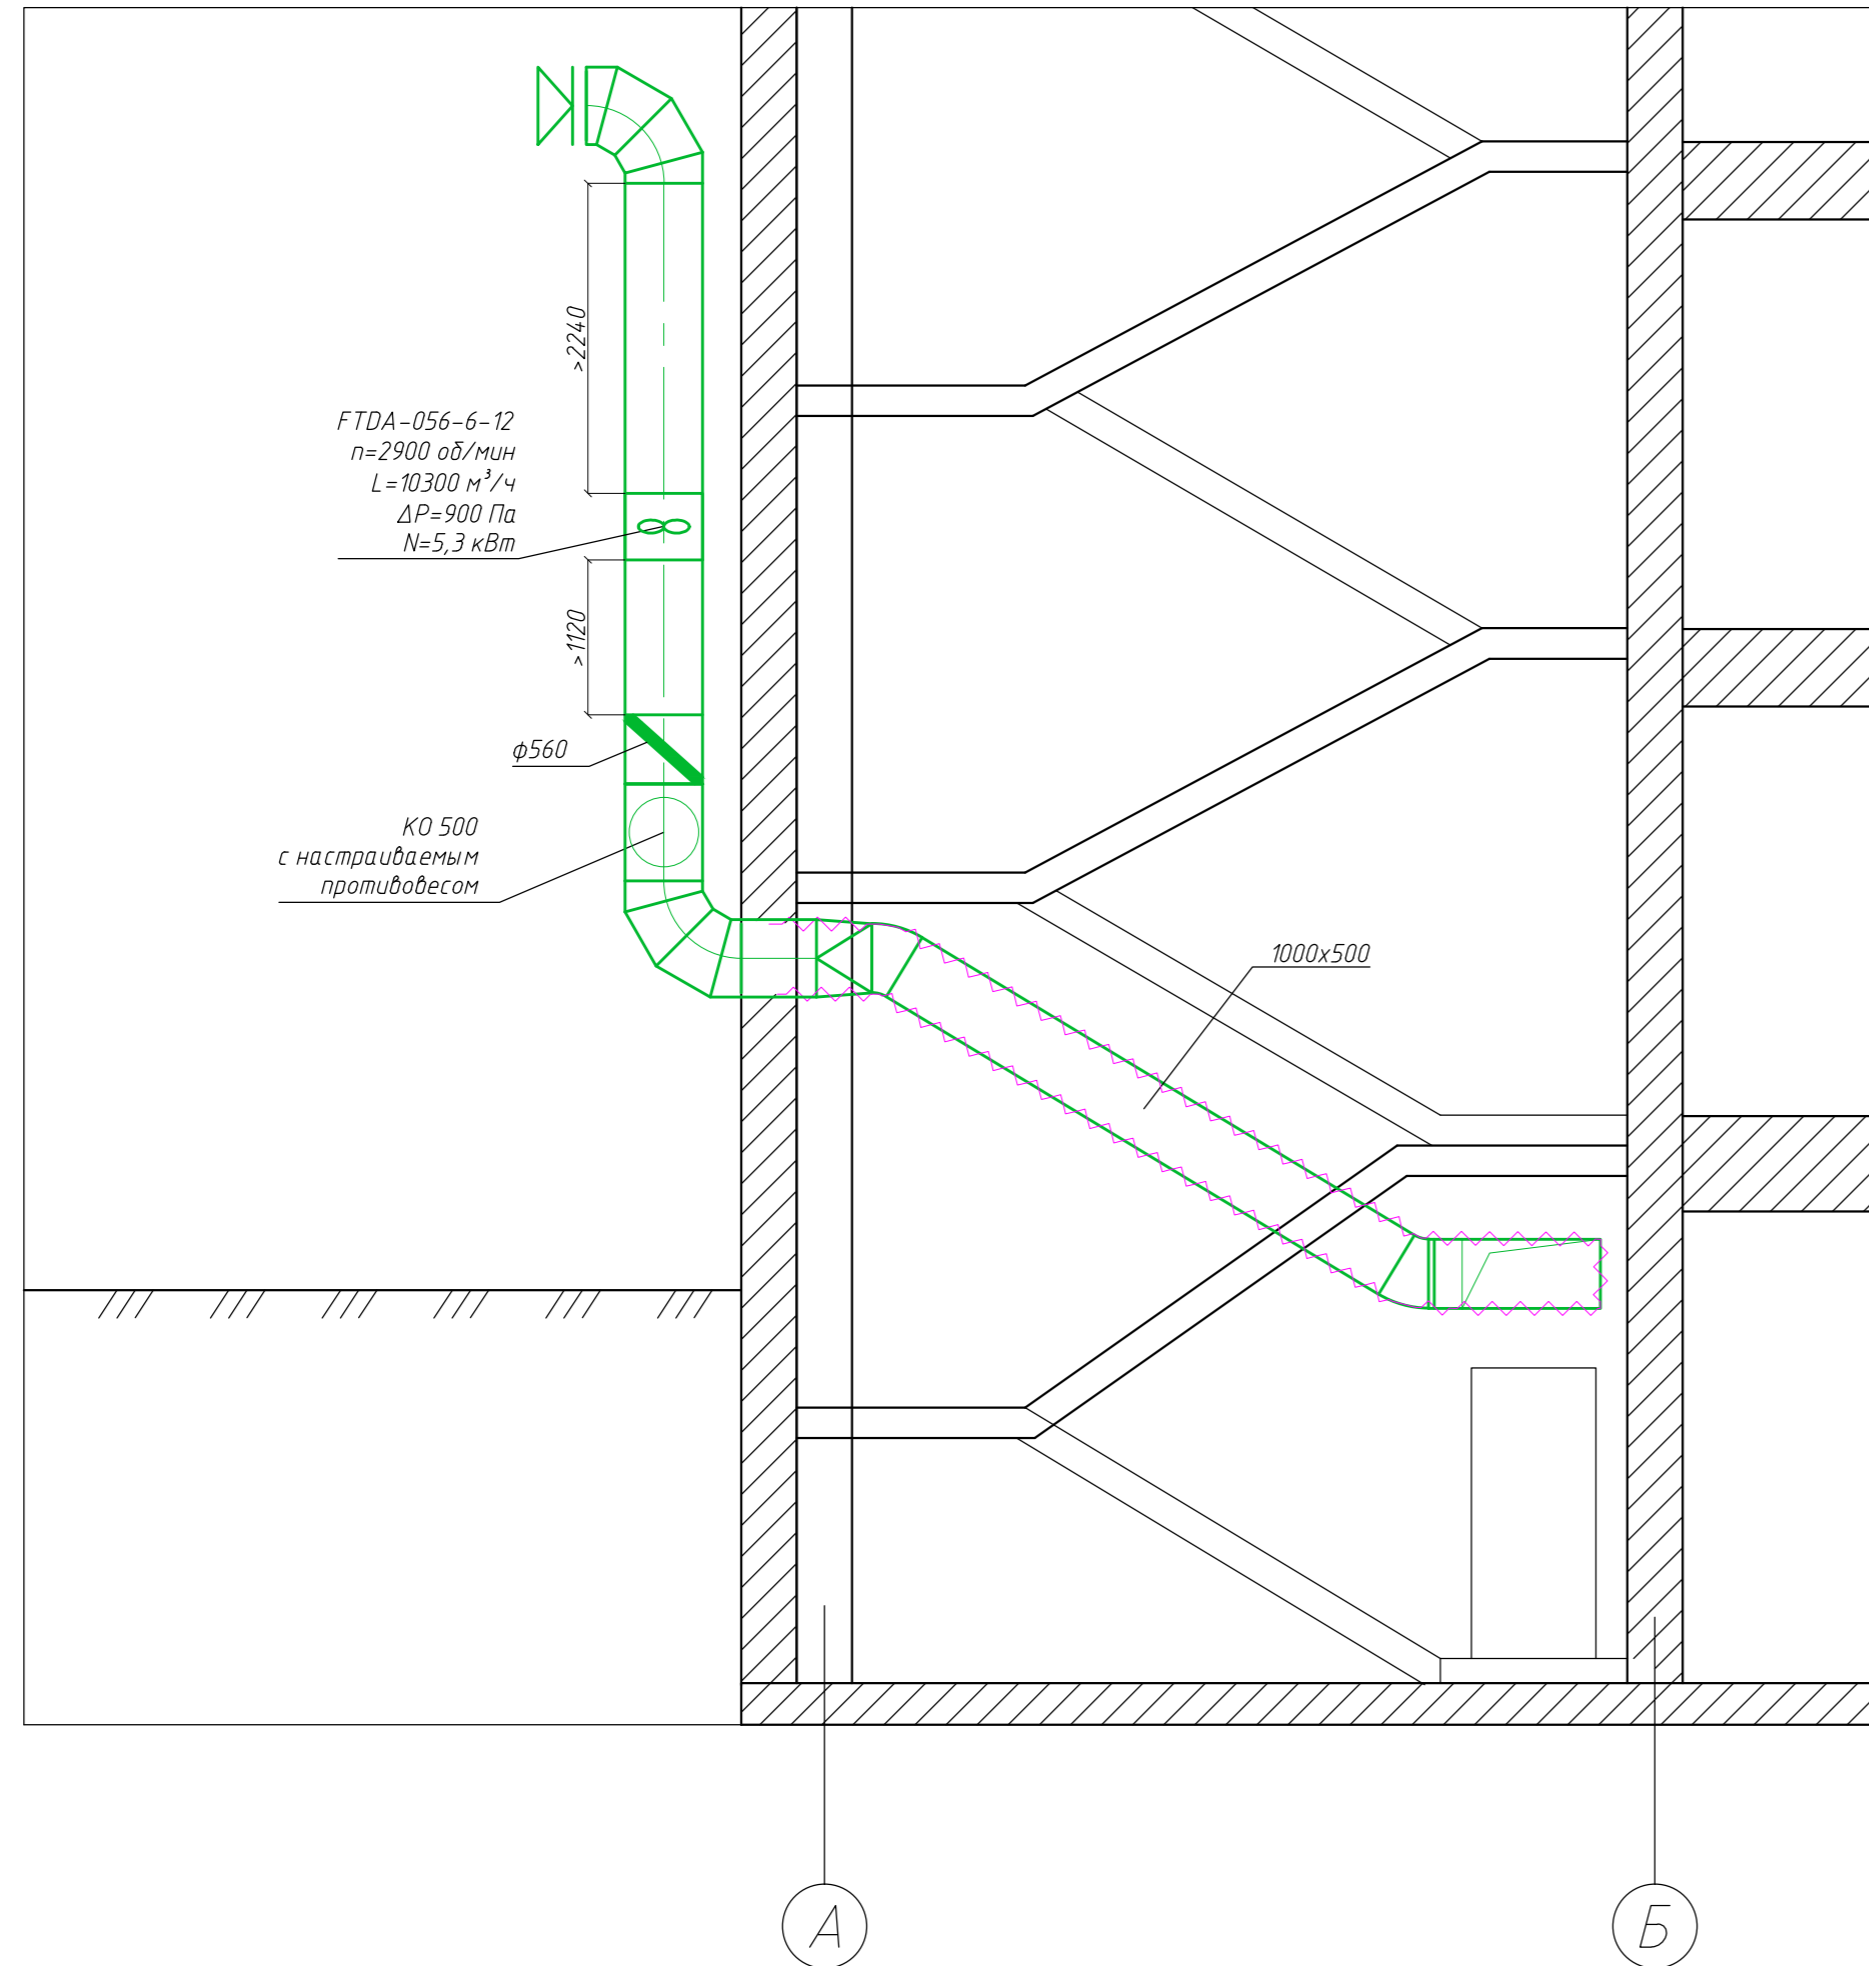 >2240
FTDA-056-6-12
n=2900 об/мин
L=10300 м³/ч
ΔP=900 Па
N=5,3 кВт
>1120
ф560
КО 500
с настраиваемым
противовесом
1000х500
А
Б